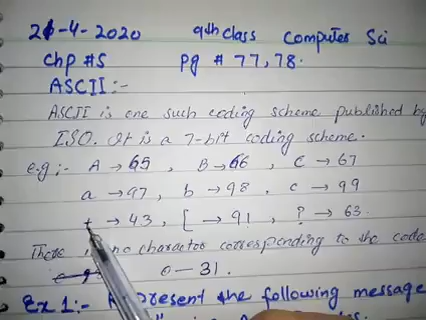 21-4-2020 9th class Computer Sci
Chp #5 Pg # 77,78.
ASCII:-
ASCII is one such coding scheme published by
ISO. It is a 7-bit coding scheme.
e.g:- A → 65, B → 66, C → 67
a → 97, b → 98, c → 99
+ → 43, [ → 91, ? → 63.
There no character corresponding to the code
0 - 31.
Ex 1:- present the following message